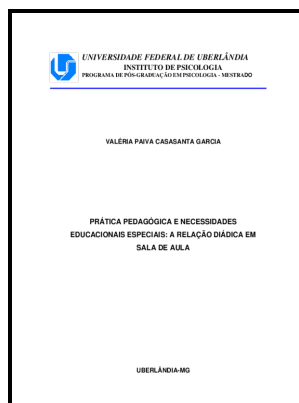 UNIVERSIDADE FEDERAL DE UBERLÂNDIA
INSTITUTO DE PSICOLOGIA
PROGRAMA DE PÓS-GRADUAÇÃO EM PSICOLOGIA - MESTRADO
VALÉRIA PAIVA CASASANTA GARCIA
PRÁTICA PEDAGÓGICA E NECESSIDADES
EDUCACIONAIS ESPECIAIS: A RELAÇÃO DIÁDICA EM
SALA DE AULA
UBERLÂNDIA-MG